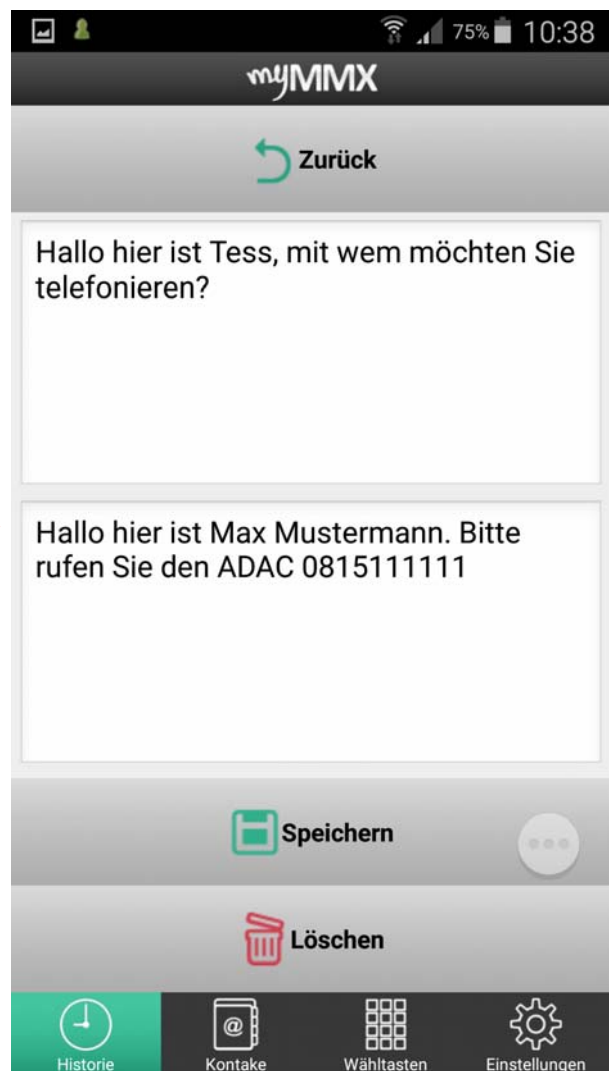 75% 10:38
myMMX
Zurück
Hallo hier ist Tess, mit wem möchten Sie
telefonieren?
Hallo hier ist Max Mustermann. Bitte
rufen Sie den ADAC 0815111111
Speichern
Löschen
Historie Kontake Wähltasten Einstellungen